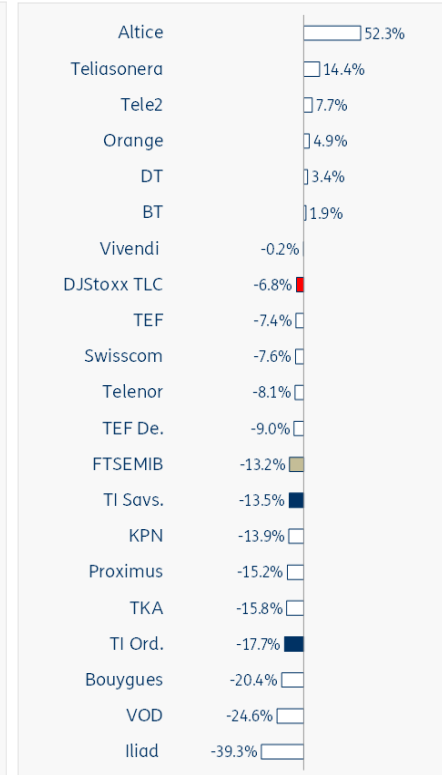 Altice 52.3%
Teliasonera 14.4%
Tele2 7.7%
Orange 4.9%
DT 3.4%
BT 1.9%
Vivendi -0.2%
DJStoxx TLC -6.8%
TEF -7.4%
Swisscom -7.6%
Telenor -8.1%
TEF De. -9.0%
FTSEMIB -13.2%
TI Savs. -13.5%
KPN -13.9%
Proximus -15.2%
TKA -15.8%
TI Ord. -17.7%
Bouygues -20.4%
VOD -24.6%
Iliad -39.3%